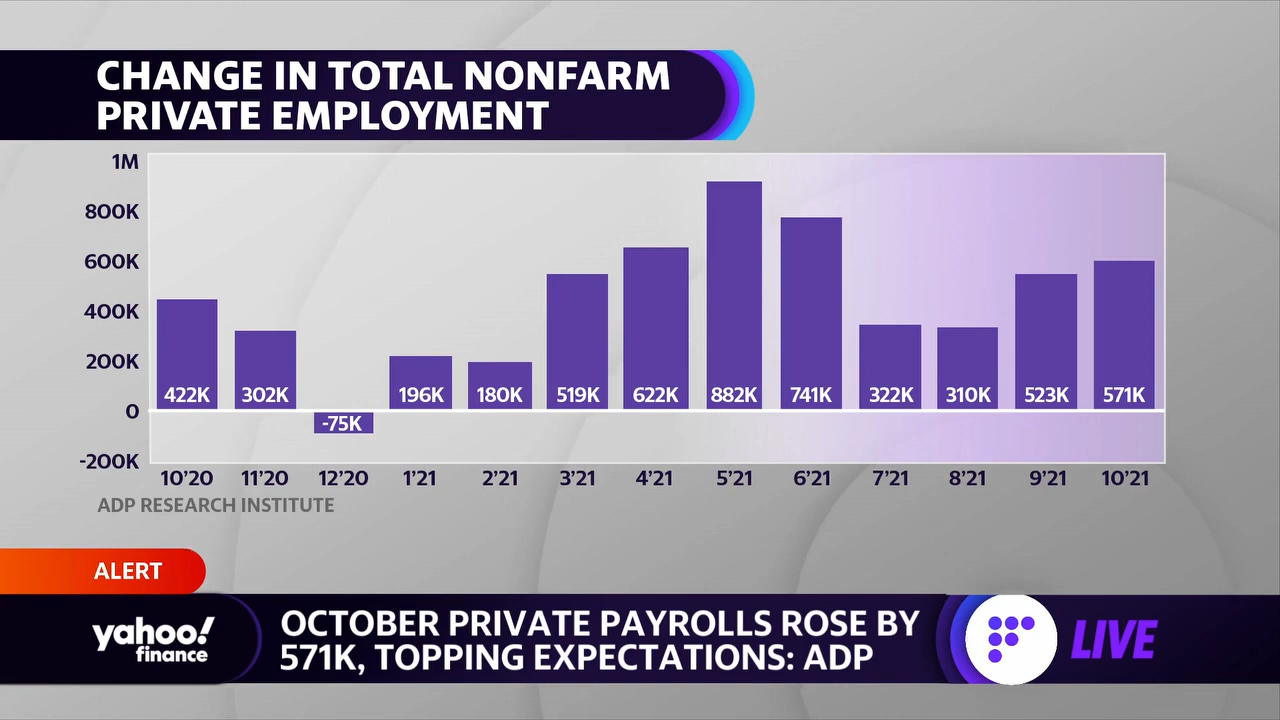 CHANGE IN TOTAL NONFARM
PRIVATE EMPLOYMENT
1M
800K
600K
400K
200K
0
-200K
422K
302K
-75K
196K
180K
519K
622K
882K
741K
322K
310K
523K
571K
10’20
11’20
12’20
1’21
2’21
3’21
4’21
5’21
6’21
7’21
8’21
9’21
10’21
ADP RESEARCH INSTITUTE
ALERT
yahoo!
finance
OCTOBER PRIVATE PAYROLLS ROSE BY
571K, TOPPING EXPECTATIONS: ADP
LIVE